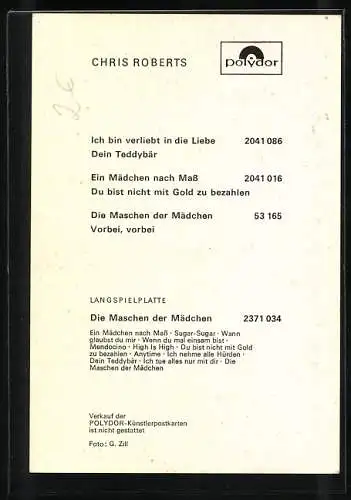 CHRIS ROBERTS
polydor
2€
Ich bin verliebt in die Liebe 2041 086
Dein Teddybär
Ein Mädchen nach Maß 2041 016
Du bist nicht mit Gold zu bezahlen
Die Maschen der Mädchen 53 165
Vorbei, vorbei
LANGSPIELPLATTE
Die Maschen der Mädchen 2371 034
Ein Mädchen nach Maß · Sugar-Sugar · Wann
glaubst du mir · Wenn du mal einsam bist ·
Mendocino · High Is High · Du bist nicht mit Gold
zu bezahlen · Anytime · Ich nehme alle Hürden ·
Dein Teddybär · Ich tue alles nur mit dir · Die
Maschen der Mädchen
Verkauf der
POLYDOR-Künstlerpostkarten
ist nicht gestattet
Foto: G. Zill